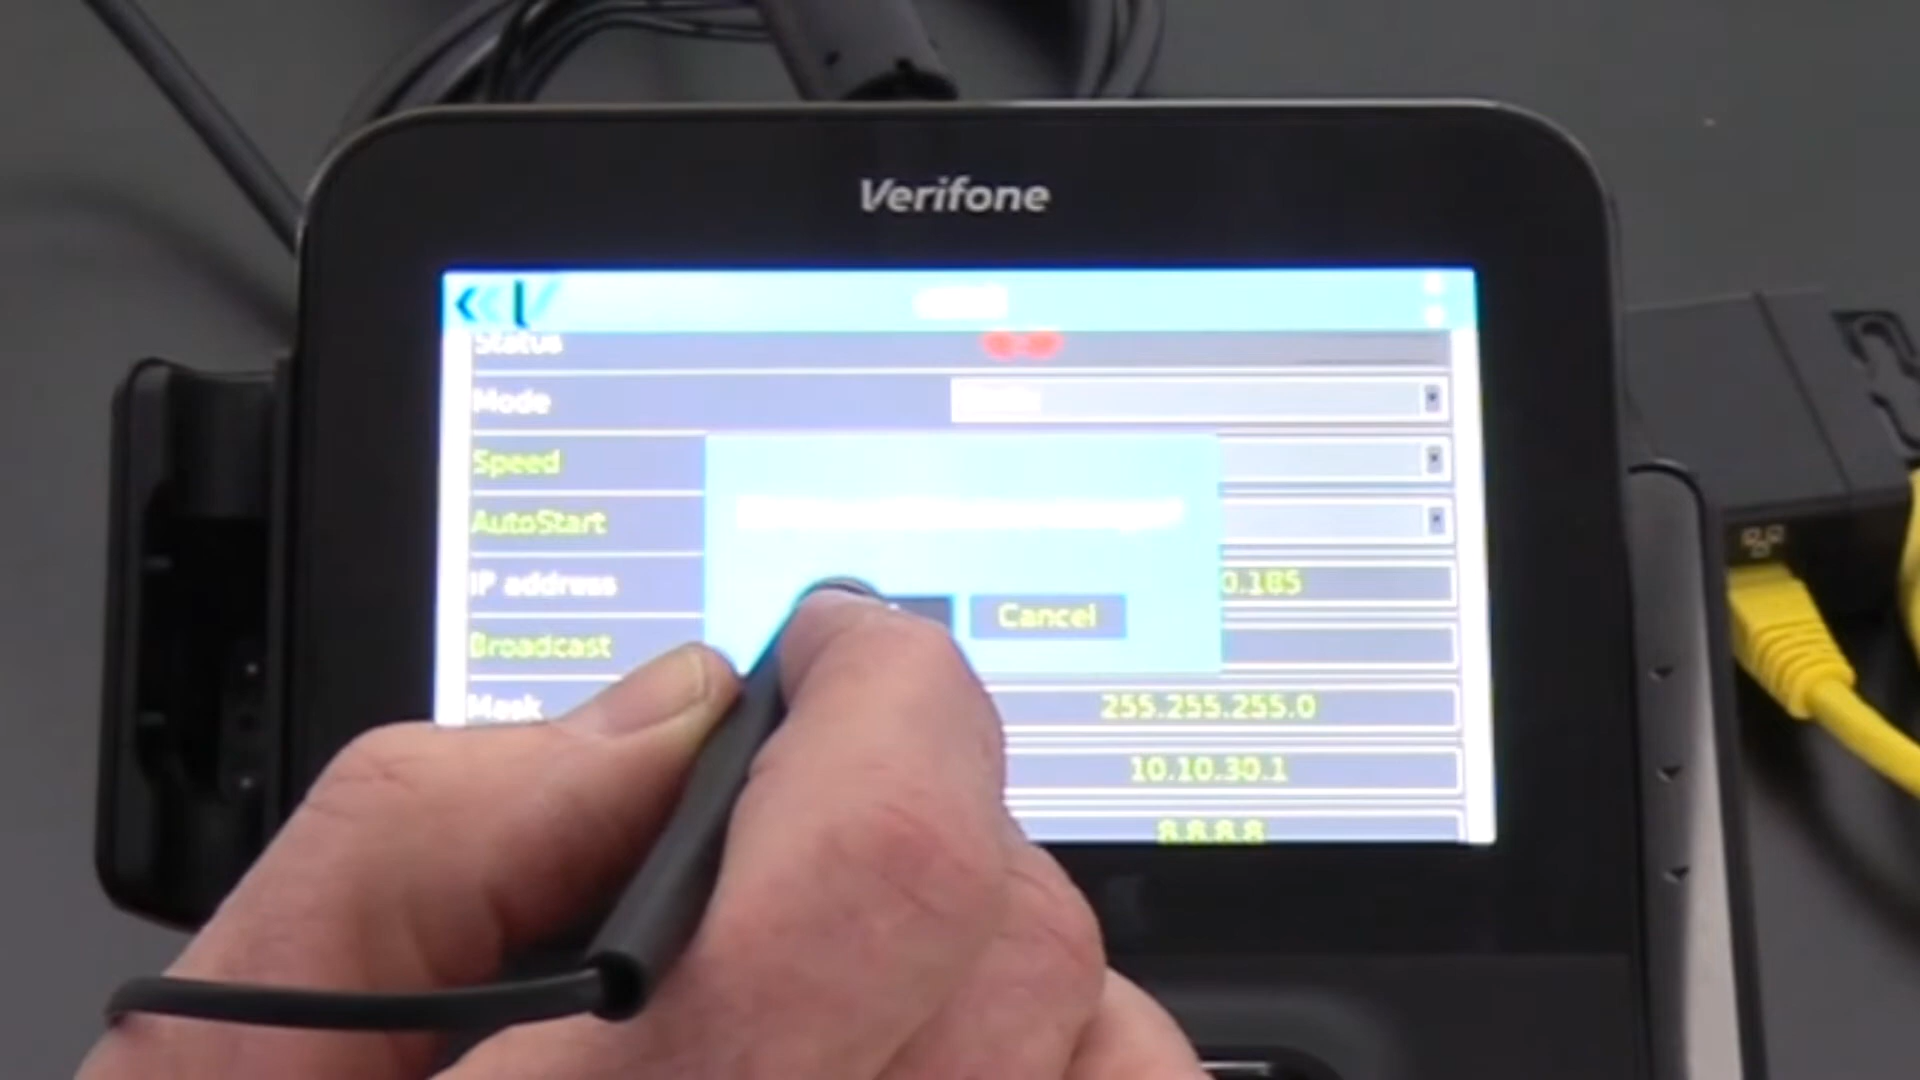 Verifone
Status
Mode
Speed
AutoStart
IP address
0.185
Broadcast
Cancel
Mask
255.255.255.0
10.10.30.1
8.8.8.8